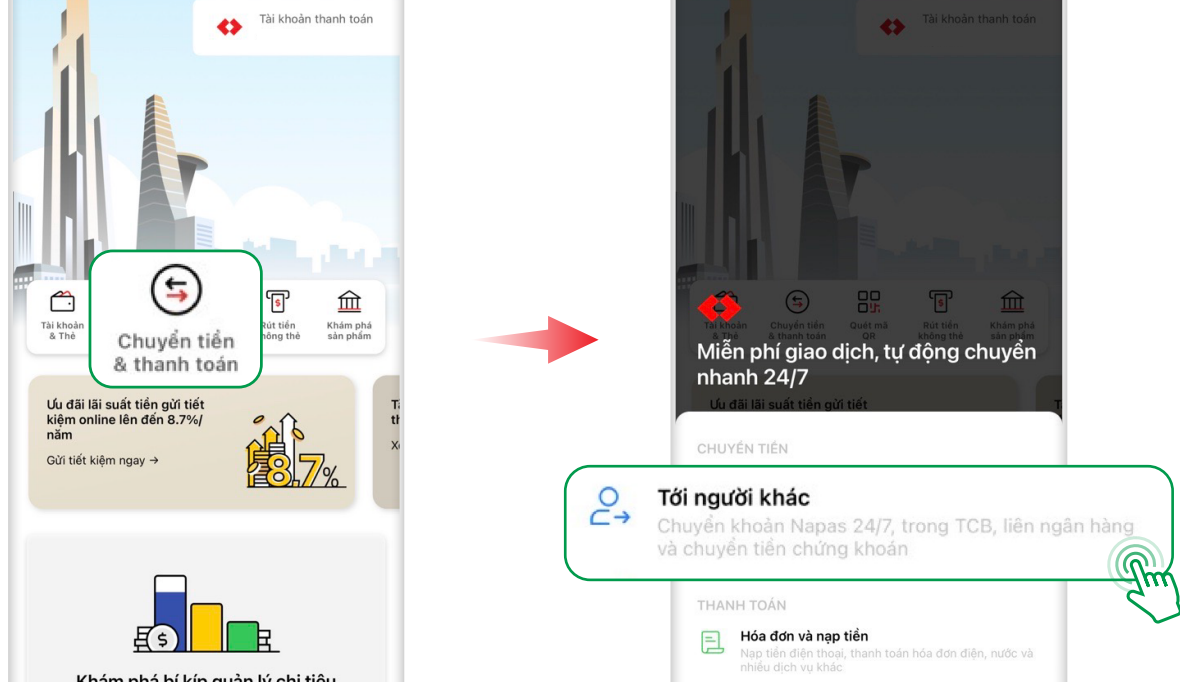 Tài khoản thanh toán
Tài khoản
& Thẻ
Chuyển tiền
& thanh toán
Rút tiền
không thẻ
Khám phá
sản phẩm
Ưu đãi lãi suất tiền gửi tiết
kiệm online lên đến 8.7%/
năm
Gửi tiết kiệm ngay →
8.7%
Khám phá bí kíp quản lý chi tiêu
Tài khoản thanh toán
Tài khoản
& Thẻ
Chuyển tiền
& thanh toán
Quét mã
QR
Rút tiền
không thẻ
Khám phá
sản phẩm
Miễn phí giao dịch, tự động chuyển
nhanh 24/7
Ưu đãi lãi suất tiền gửi tiết
CHUYỂN TIỀN
Tới người khác
Chuyển khoản Napas 24/7, trong TCB, liên ngân hàng
và chuyển tiền chứng khoán
THANH TOÁN
Hóa đơn và nạp tiền
Nạp tiền điện thoại, thanh toán hóa đơn điện, nước và
nhiều dịch vụ khác